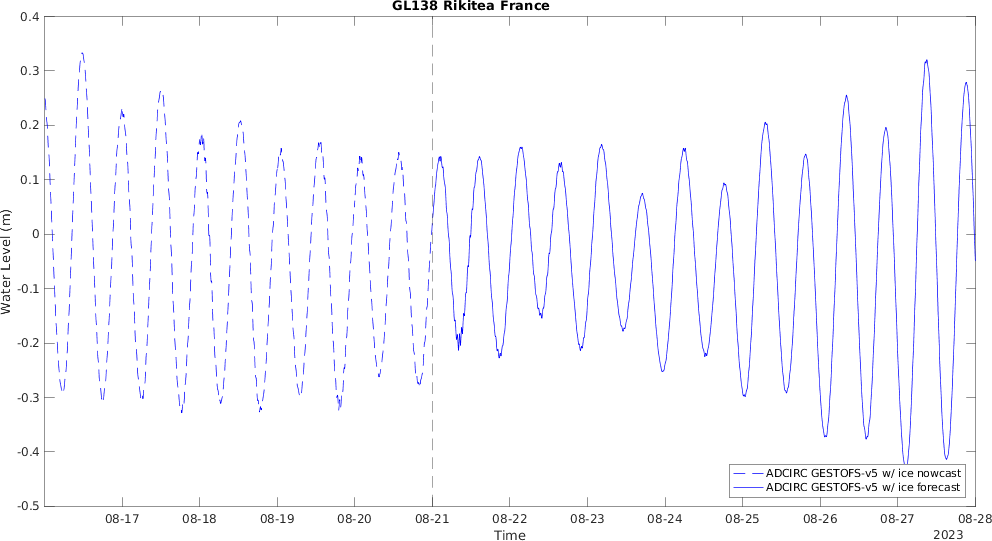 GL138 Rikitea France
0.4
0.3
0.2
0.1
0
-0.1
-0.2
-0.3
-0.4
-0.5
Water Level (m)
ADCIRC GESTOFS-v5 w/ ice nowcast
ADCIRC GESTOFS-v5 w/ ice forecast
08-17 08-18 08-19 08-20 08-21 08-22 08-23 08-24 08-25 08-26 08-27 08-28
Time
2023